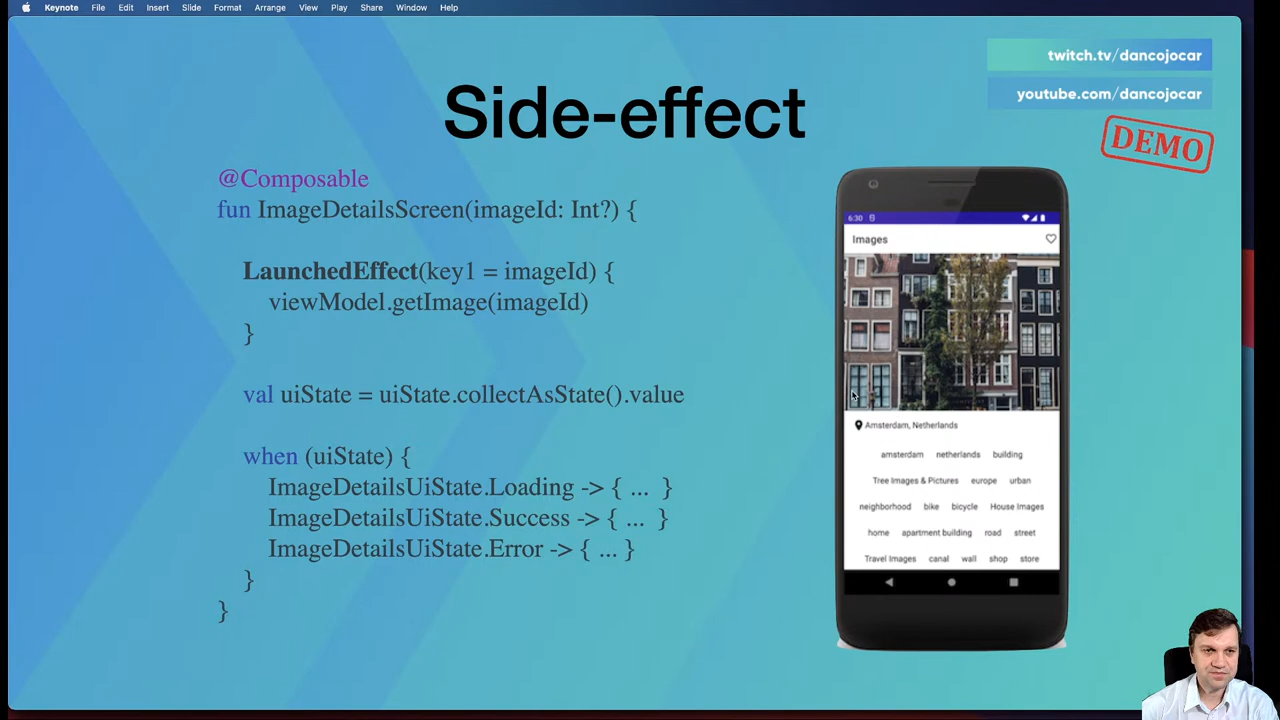 Keynote File Edit Insert Slide Format Arrange View Play Share Window Help
twitch.tv/dancojocar
youtube.com/dancojocar
DEMO
Side-effect
@Composable
fun ImageDetailsScreen(imageId: Int?) {
LaunchedEffect(key1 = imageId) {
viewModel.getImage(imageId)
}
val uiState = uiState.collectAsState().value
when (uiState) {
ImageDetailsUiState.Loading -> { ... }
ImageDetailsUiState.Success -> { ... }
ImageDetailsUiState.Error -> { ... }
}
}
6:30
Images
Amsterdam, Netherlands
amsterdam netherlands building
Tree Images & Pictures europe urban
neighborhood bike bicycle House Images
home apartment building road street
Travel Images canal wall shop store